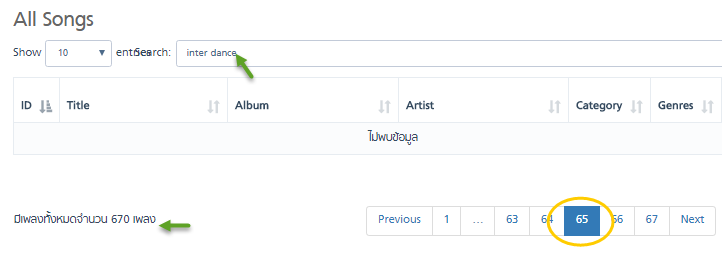 All Songs
Show 10 entries Search: inter dance
ID Title Album Artist Category Genres
ไม่พบข้อมูล
มีเพลงทั้งหมดจำนวน 670 เพลง
Previous 1 ... 63 64 65 66 67 Next